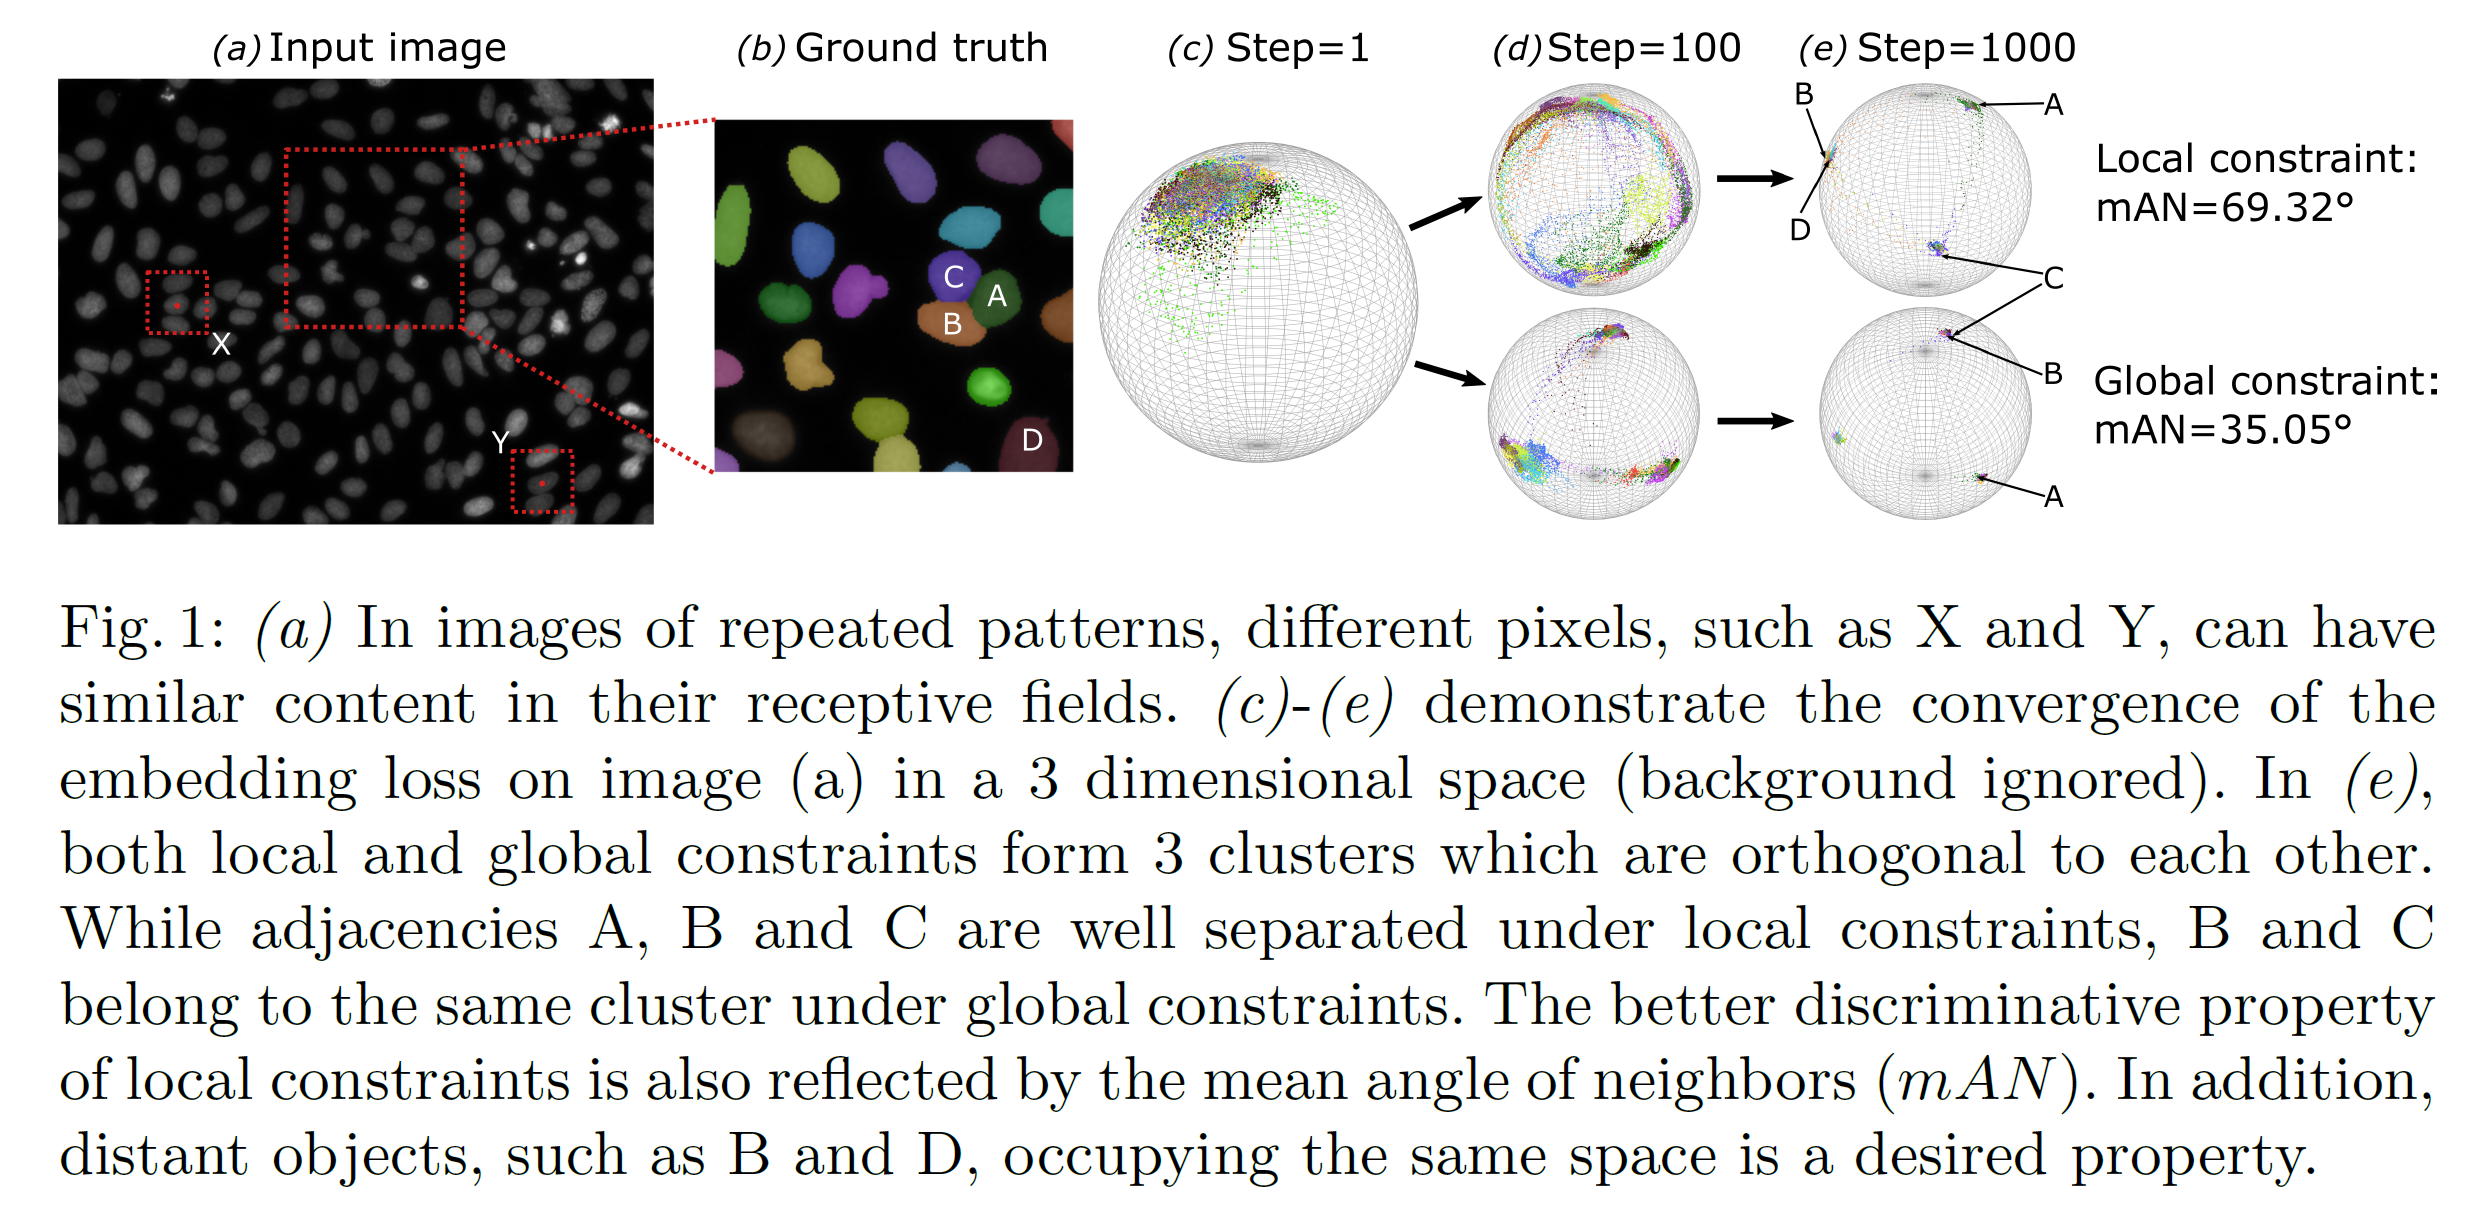 (a) Input image
(b) Ground truth
(c) Step=1
(d) Step=100
(e) Step=1000
X
Y
C
A
B
D
B
A
D
C
B
A
Local constraint:
mAN=69.32°
Global constraint:
mAN=35.05°
Fig. 1: (a) In images of repeated patterns, different pixels, such as X and Y, can have
similar content in their receptive fields. (c)-(e) demonstrate the convergence of the
embedding loss on image (a) in a 3 dimensional space (background ignored). In (e),
both local and global constraints form 3 clusters which are orthogonal to each other.
While adjacencies A, B and C are well separated under local constraints, B and C
belong to the same cluster under global constraints. The better discriminative property
of local constraints is also reflected by the mean angle of neighbors (mAN). In addition,
distant objects, such as B and D, occupying the same space is a desired property.